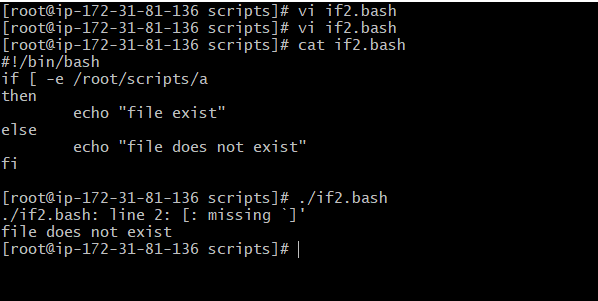 [root@ip-172-31-81-136 scripts]# vi if2.bash
[root@ip-172-31-81-136 scripts]# vi if2.bash
[root@ip-172-31-81-136 scripts]# cat if2.bash
#!/bin/bash
if [ -e /root/scripts/a
then
        echo "file exist"
else
        echo "file does not exist"
fi

[root@ip-172-31-81-136 scripts]# ./if2.bash
./if2.bash: line 2: [: missing `]'
file does not exist
[root@ip-172-31-81-136 scripts]#